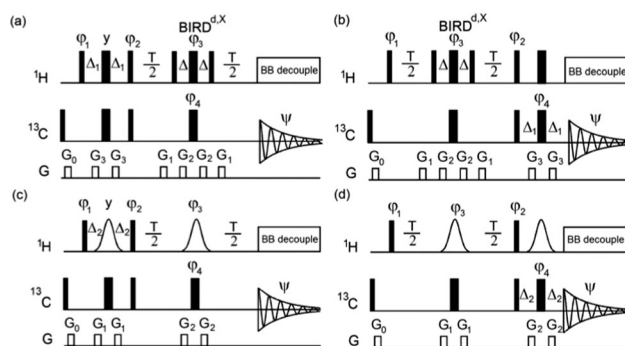 (a)
BIRD^d,X
φ₁ y φ₂ φ₃
¹H Δ₁ Δ₁ T/2 Δ Δ T/2 BB decouple
φ₄ ψ
¹³C
G₀ G₃ G₃ G₁ G₂ G₂ G₁
G
(b)
BIRD^d,X
φ₁ φ₃ φ₂
¹H T/2 Δ Δ T/2 BB decouple
φ₄ ψ
¹³C Δ₁ Δ₁
G₀ G₁ G₂ G₂ G₁ G₃ G₃
G
(c)
φ₁ y φ₂ φ₃
¹H Δ₂ Δ₂ T/2 T/2 BB decouple
φ₄ ψ
¹³C
G₀ G₁ G₁ G₂ G₂
G
(d)
φ₁ φ₃ φ₂
¹H T/2 T/2 BB decouple
φ₄ ψ
¹³C Δ₂ Δ₂
G₀ G₁ G₁ G₂ G₂
G